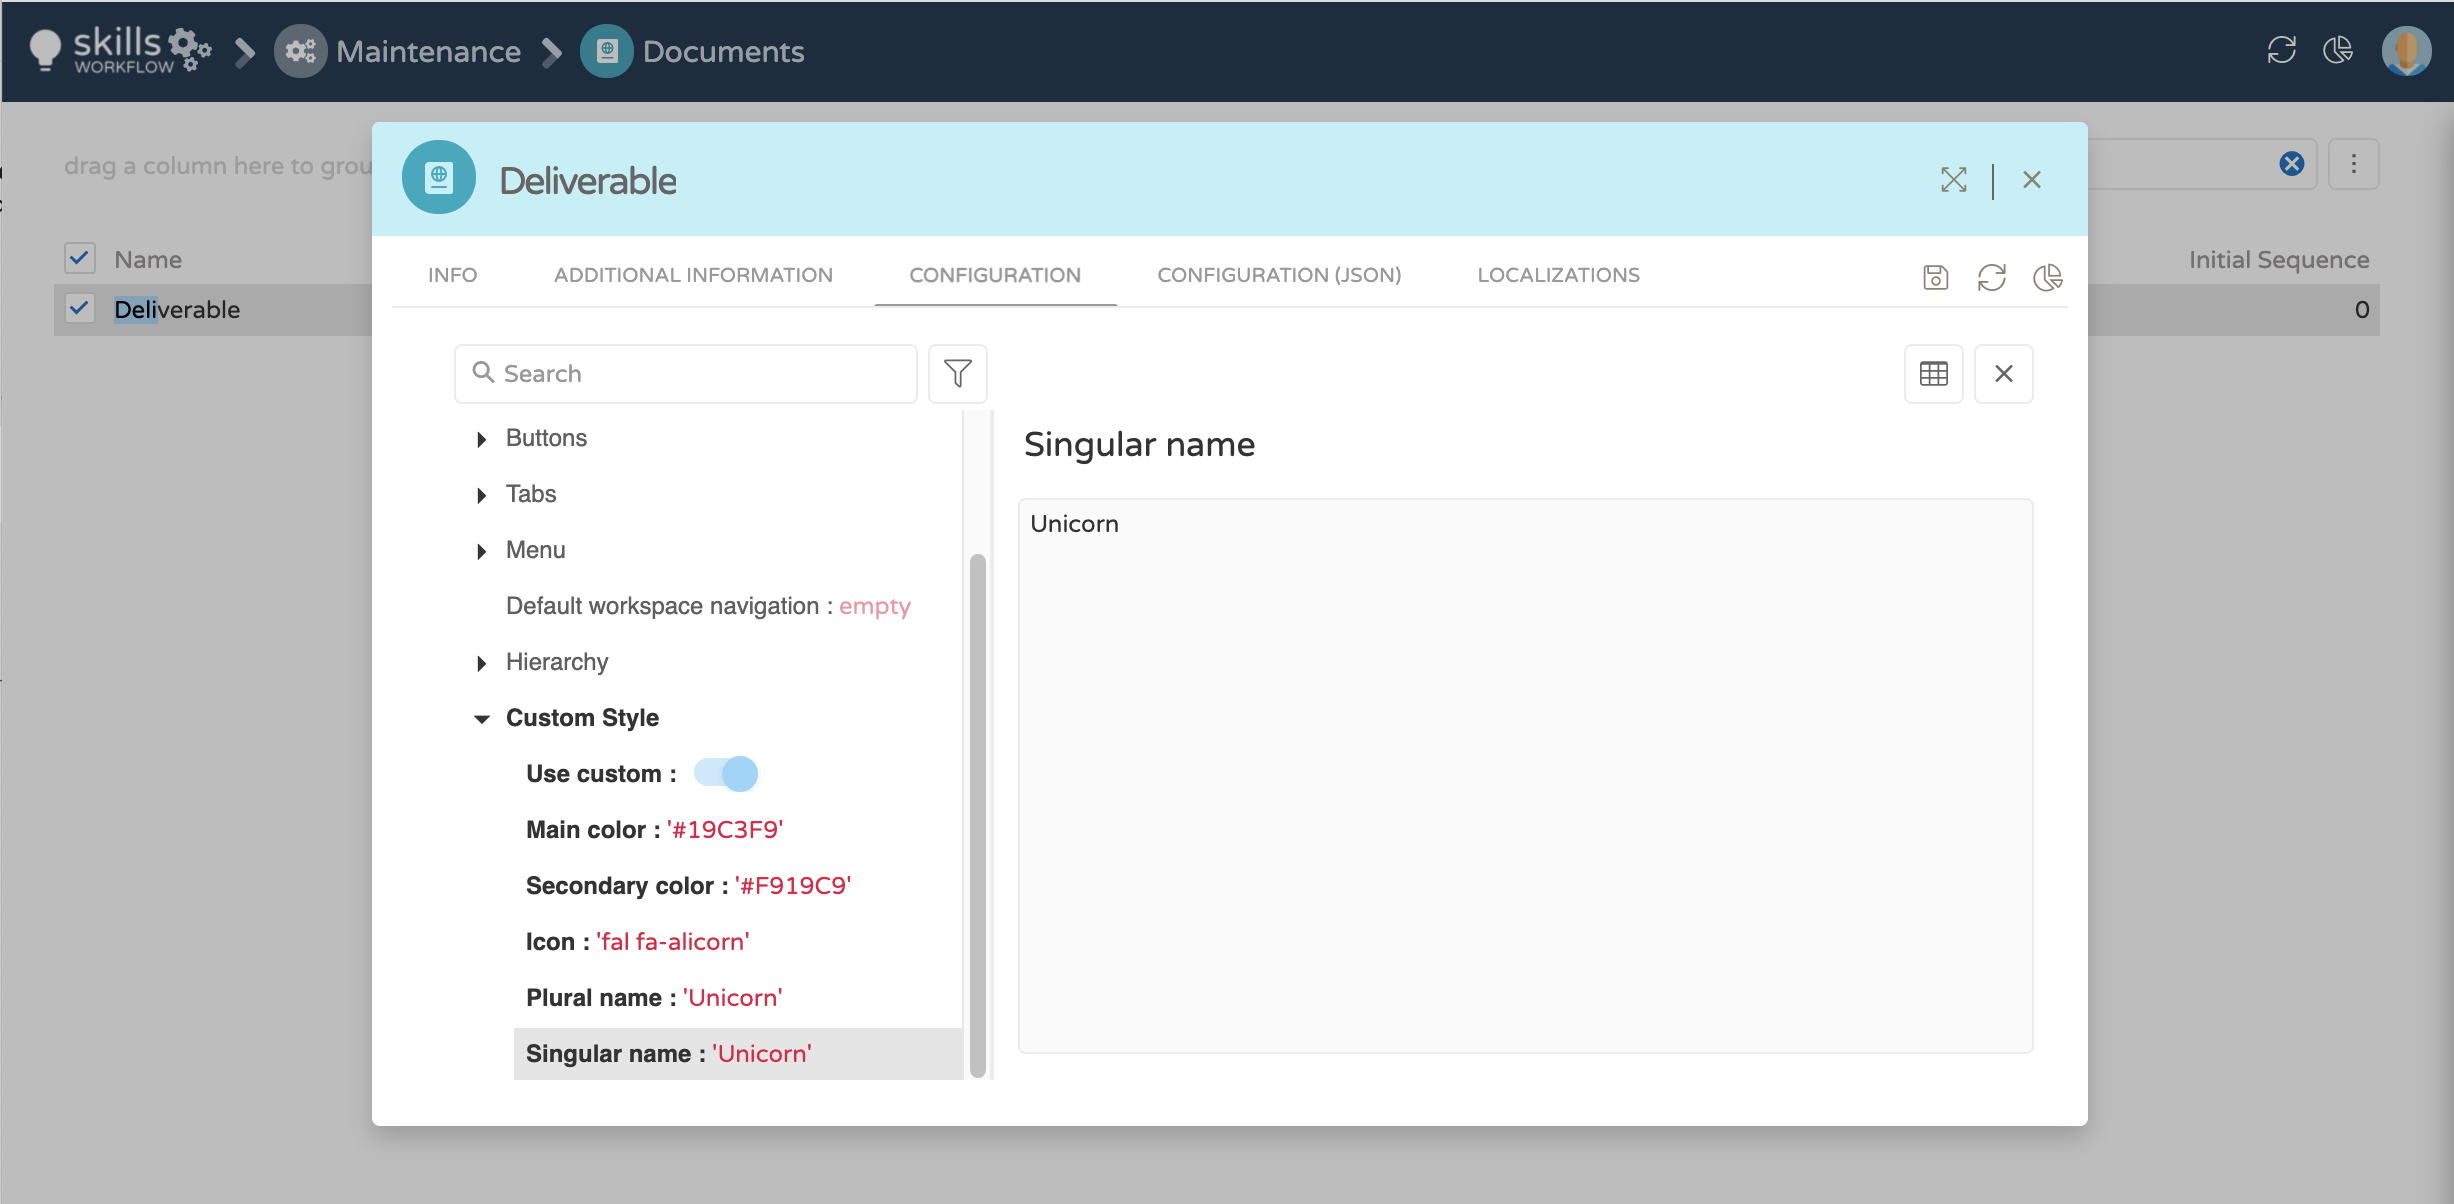 skills
WORKFLOW
Maintenance
Documents
drag a column here to grou
Name
Initial Sequence
Deliverable
0
Deliverable
INFO
ADDITIONAL INFORMATION
CONFIGURATION
CONFIGURATION (JSON)
LOCALIZATIONS
Search
Buttons
Tabs
Menu
Default workspace navigation : empty
Hierarchy
Custom Style
Use custom :
Main color : '#19C3F9'
Secondary color : '#F919C9'
Icon : 'fal fa-alicorn'
Plural name : 'Unicorn'
Singular name : 'Unicorn'
Singular name
Unicorn